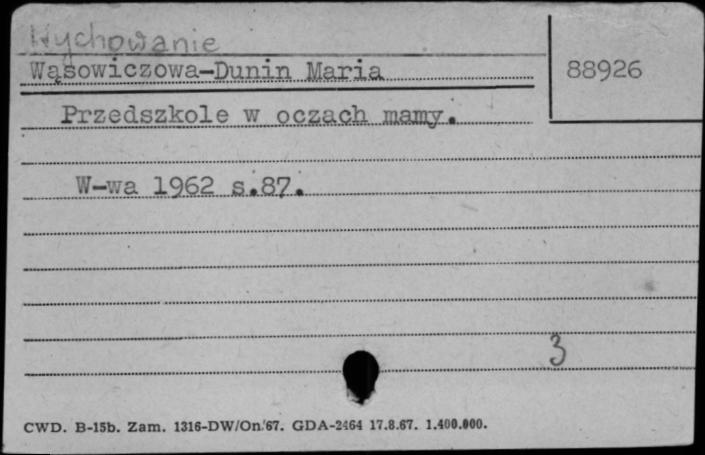 Wychowanie
Wąsowiczowa-Dunin Maria
88926
Przedszkole w oczach mamy.
W-wa 1962 s.87.
3
CWD. B-15b. Zam. 1316-DW/On/67. GDA-2464 17.8.67. 1.400.000.